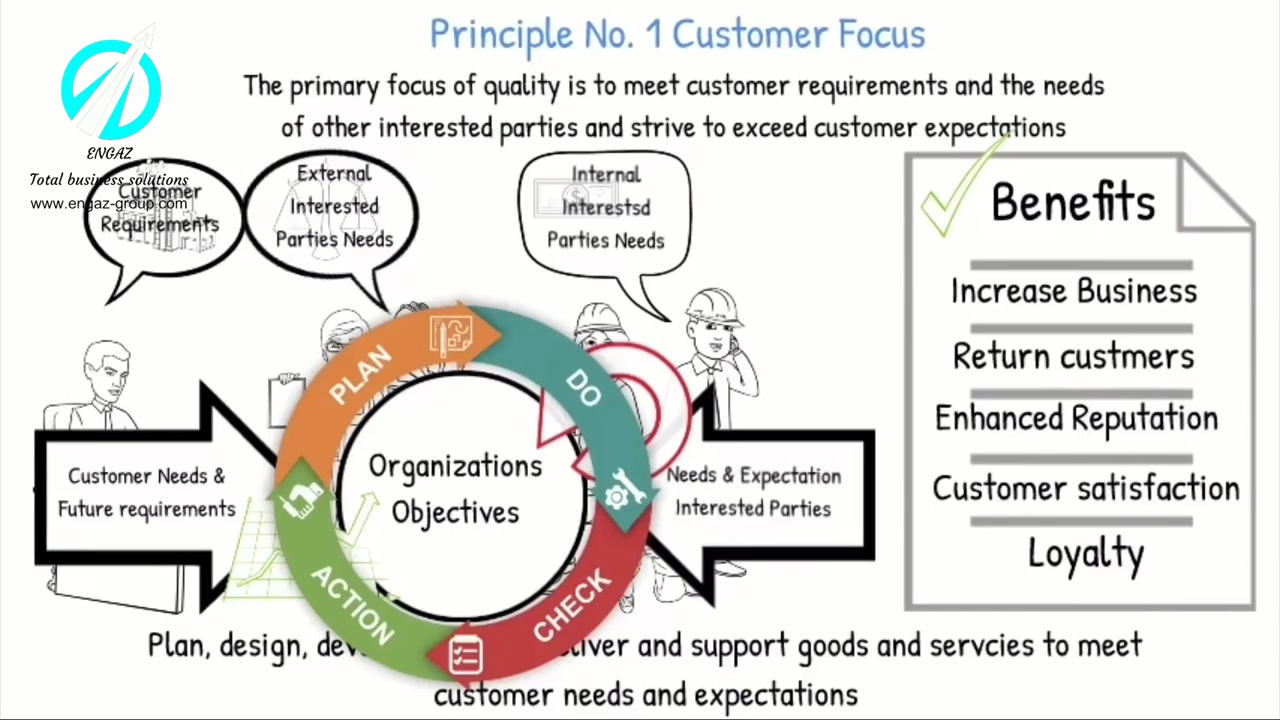 Principle No. 1 Customer Focus
The primary focus of quality is to meet customer requirements and the needs
of other interested parties and strive to exceed customer expectations
ENGAZ
Total business solutions
www.engaz-group.com
Customer
Requirements
External
Interested
Parties Needs
Internal
Interestsd
Parties Needs
Benefits
Increase Business
Return custmers
Enhanced Reputation
Customer satisfaction
Loyalty
PLAN
DO
CHECK
ACTION
Organizations
Objectives
Customer Needs &
Future requirements
Needs & Expectation
Interested Parties
Plan, design, and support goods and servcies to meet
customer needs and expectations